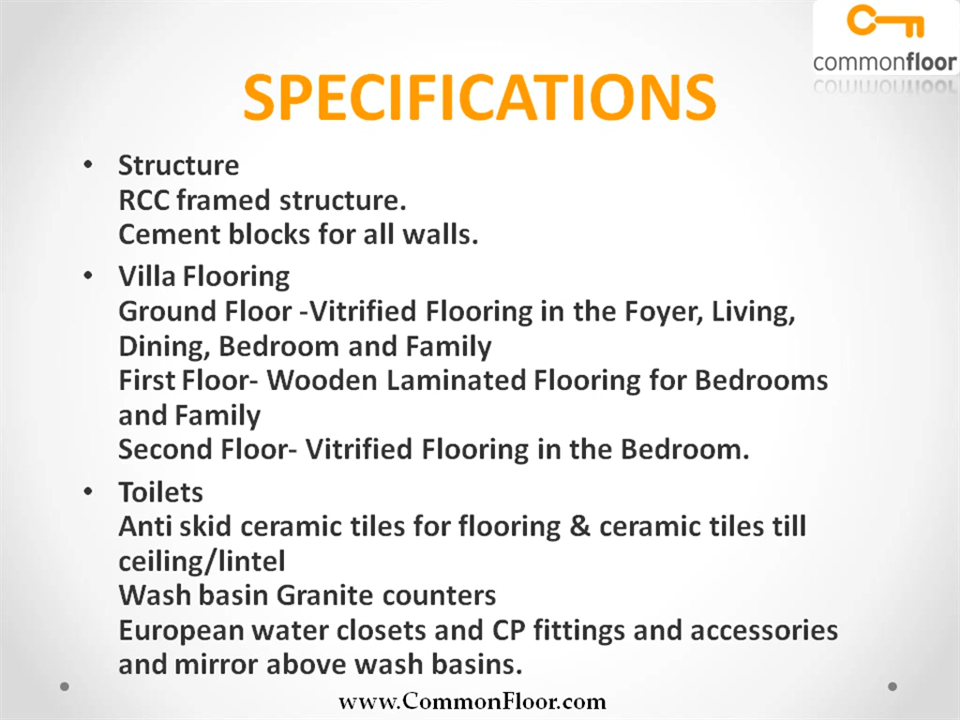 commonfloor
SPECIFICATIONS
• Structure
RCC framed structure.
Cement blocks for all walls.
• Villa Flooring
Ground Floor -Vitrified Flooring in the Foyer, Living,
Dining, Bedroom and Family
First Floor- Wooden Laminated Flooring for Bedrooms
and Family
Second Floor- Vitrified Flooring in the Bedroom.
• Toilets
Anti skid ceramic tiles for flooring & ceramic tiles till
ceiling/lintel
Wash basin Granite counters
European water closets and CP fittings and accessories
and mirror above wash basins.
www.CommonFloor.com